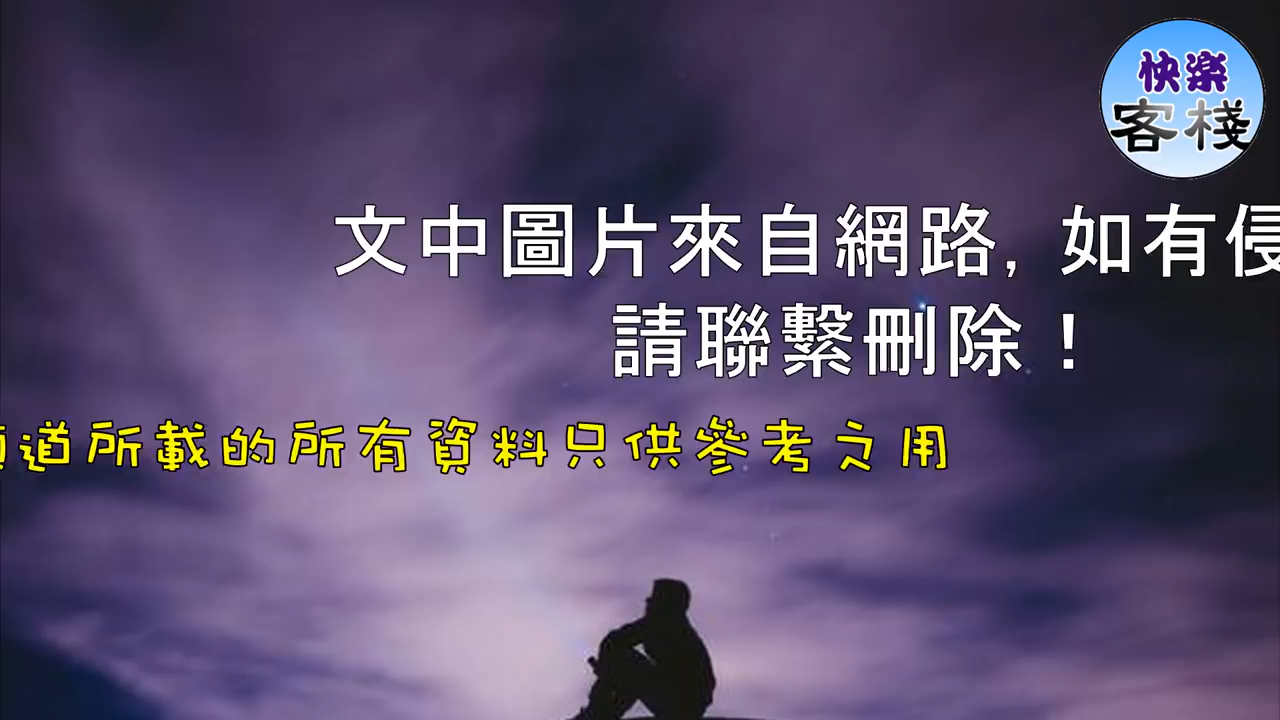 快樂
客棧
文中圖片來自網路, 如有侵
請聯繫刪除！
道所載的所有資料只供參考之用